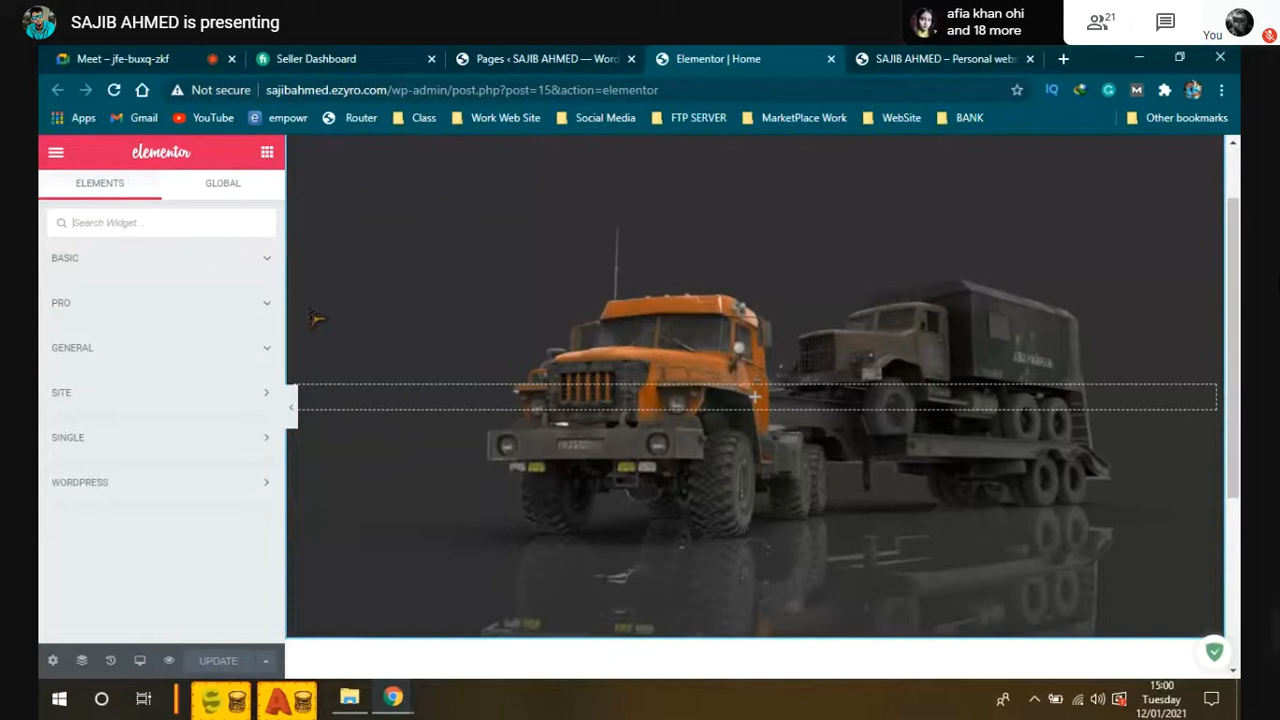 SAJIB AHMED is presenting
afia khan ohi
and 18 more
21
You
Meet – jfe-buxq-zkf
Seller Dashboard
Pages ‹ SAJIB AHMED — Word
Elementor | Home
SAJIB AHMED – Personal webs
Not secure
sajibahmed.ezyro.com/wp-admin/post.php?post=15&action=elementor
Apps
Gmail
YouTube
empowr
Router
Class
Work Web Site
Social Media
FTP SERVER
MarketPlace Work
WebSite
BANK
Other bookmarks
elementor
ELEMENTS
GLOBAL
Search Widget...
BASIC
PRO
GENERAL
SITE
SINGLE
WORDPRESS
UPDATE
15:00
Tuesday
12/01/2021